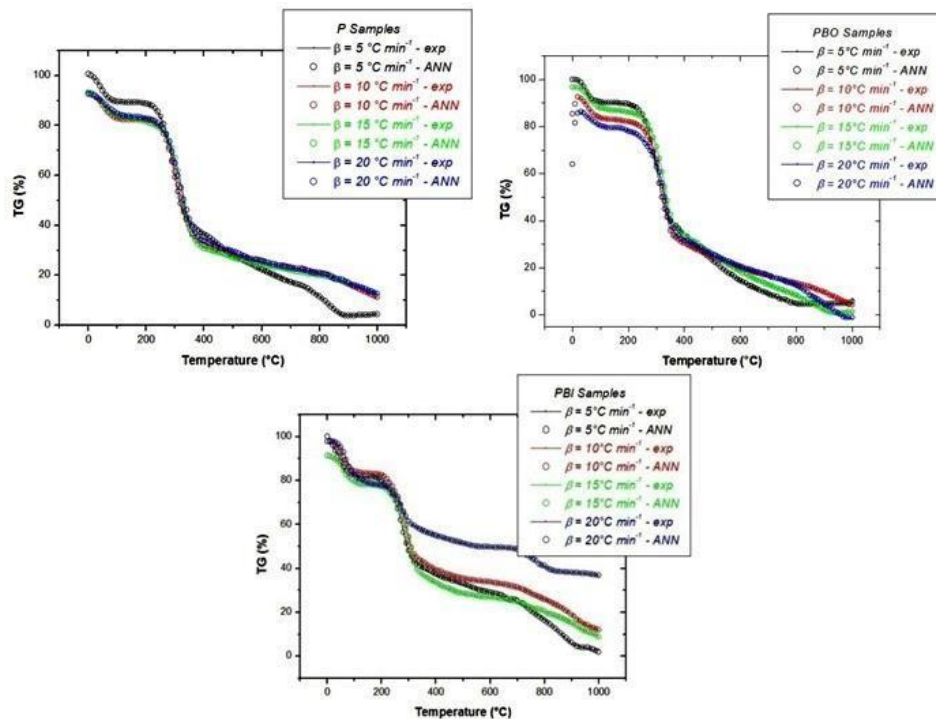 P Samples
β = 5 °C min⁻¹ - exp
β = 5 °C min⁻¹ - ANN
β = 10 °C min⁻¹ - exp
β = 10 °C min⁻¹ - ANN
β = 15 °C min⁻¹ - exp
β = 15 °C min⁻¹ - ANN
β = 20 °C min⁻¹ - exp
β = 20 °C min⁻¹ - ANN
100
80
60
40
20
0
TG (%)
0 200 400 600 800 1000
Temperature (°C)
PBO Samples
β = 5°C min⁻¹ - exp
β = 5°C min⁻¹ - ANN
β = 10°C min⁻¹ - exp
β = 10°C min⁻¹ - ANN
β = 15°C min⁻¹ - exp
β = 15°C min⁻¹ - ANN
β = 20°C min⁻¹ - exp
β = 20°C min⁻¹ - ANN
100
80
60
40
20
0
TG (%)
0 200 400 600 800 1000
Temperature (°C)
PBI Samples
β = 5°C min⁻¹ - exp
β = 5°C min⁻¹ - ANN
β = 10°C min⁻¹ - exp
β = 10°C min⁻¹ - ANN
β = 15°C min⁻¹ - exp
β = 15°C min⁻¹ - ANN
β = 20°C min⁻¹ - exp
β = 20°C min⁻¹ - ANN
100
80
60
40
20
0
TG (%)
0 200 400 600 800 1000
Temperature (°C)